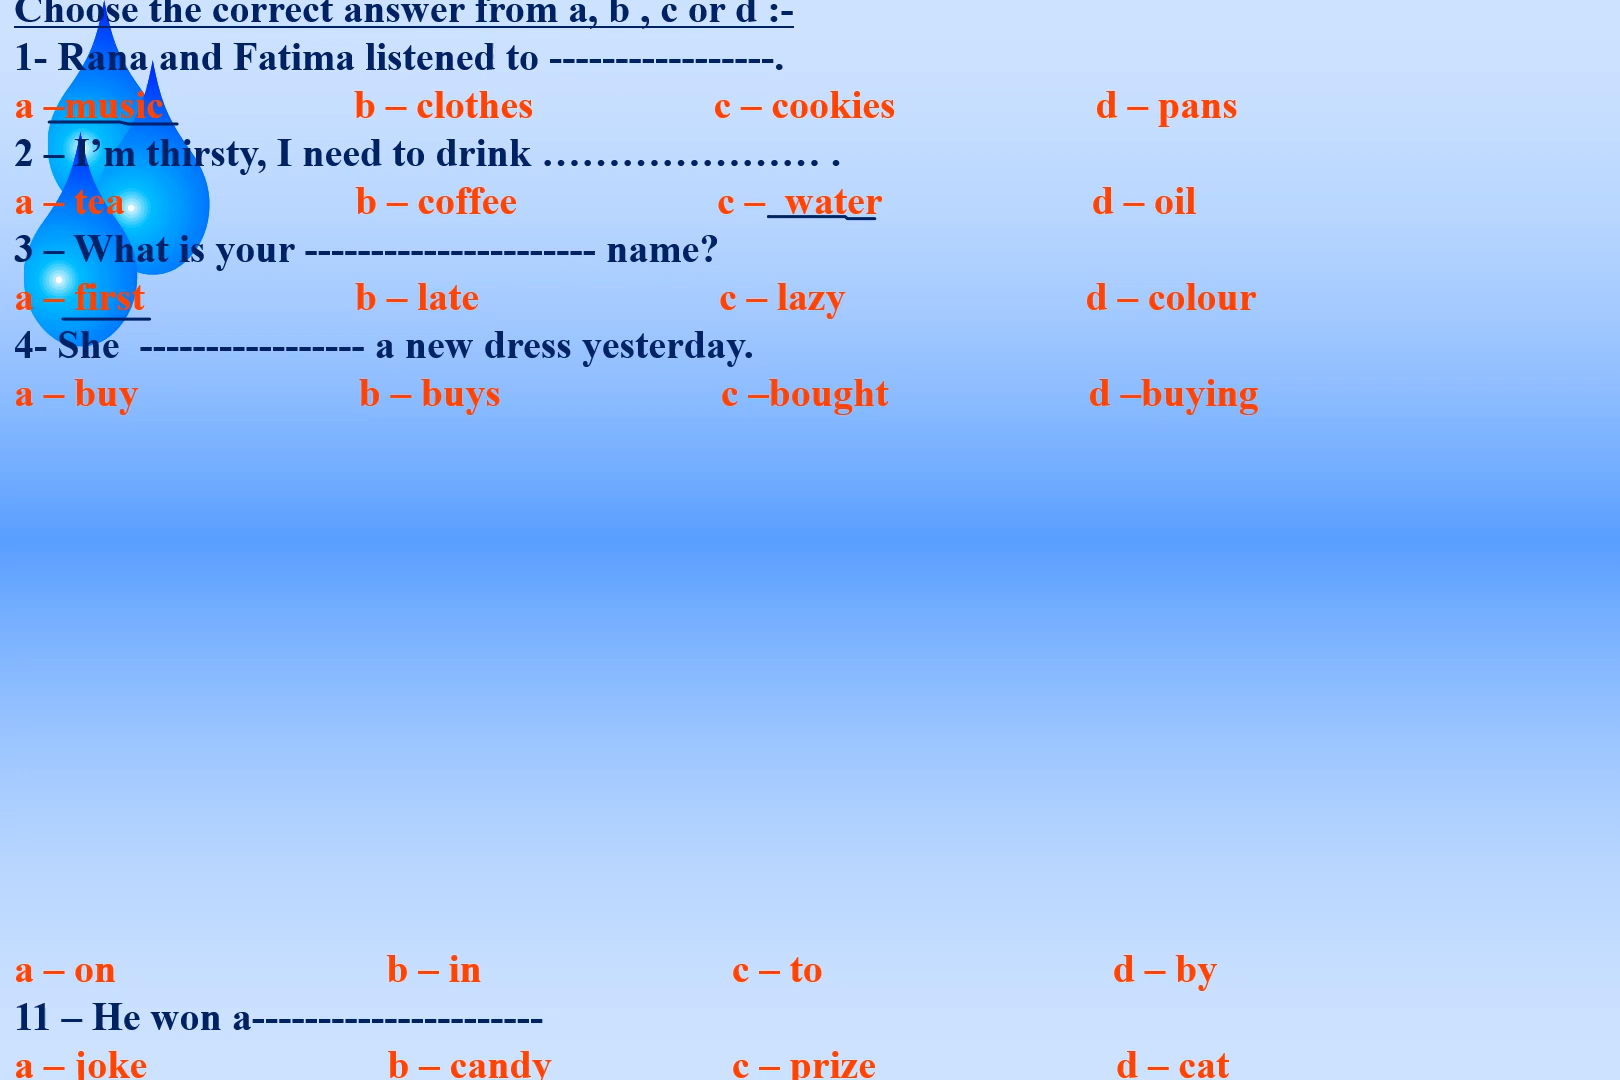 Choose the correct answer from a, b , c or d :-
1- Rana and Fatima listened to -----------------.
a –music b – clothes c – cookies d – pans
2 – I’m thirsty, I need to drink ………………… .
a – tea b – coffee c – water d – oil
3 – What is your ---------------------- name?
a – first b – late c – lazy d – colour
4- She ----------------- a new dress yesterday.
a – buy b – buys c –bought d –buying
a – on b – in c – to d – by
11 – He won a----------------------
a – joke b – candy c – prize d – cat